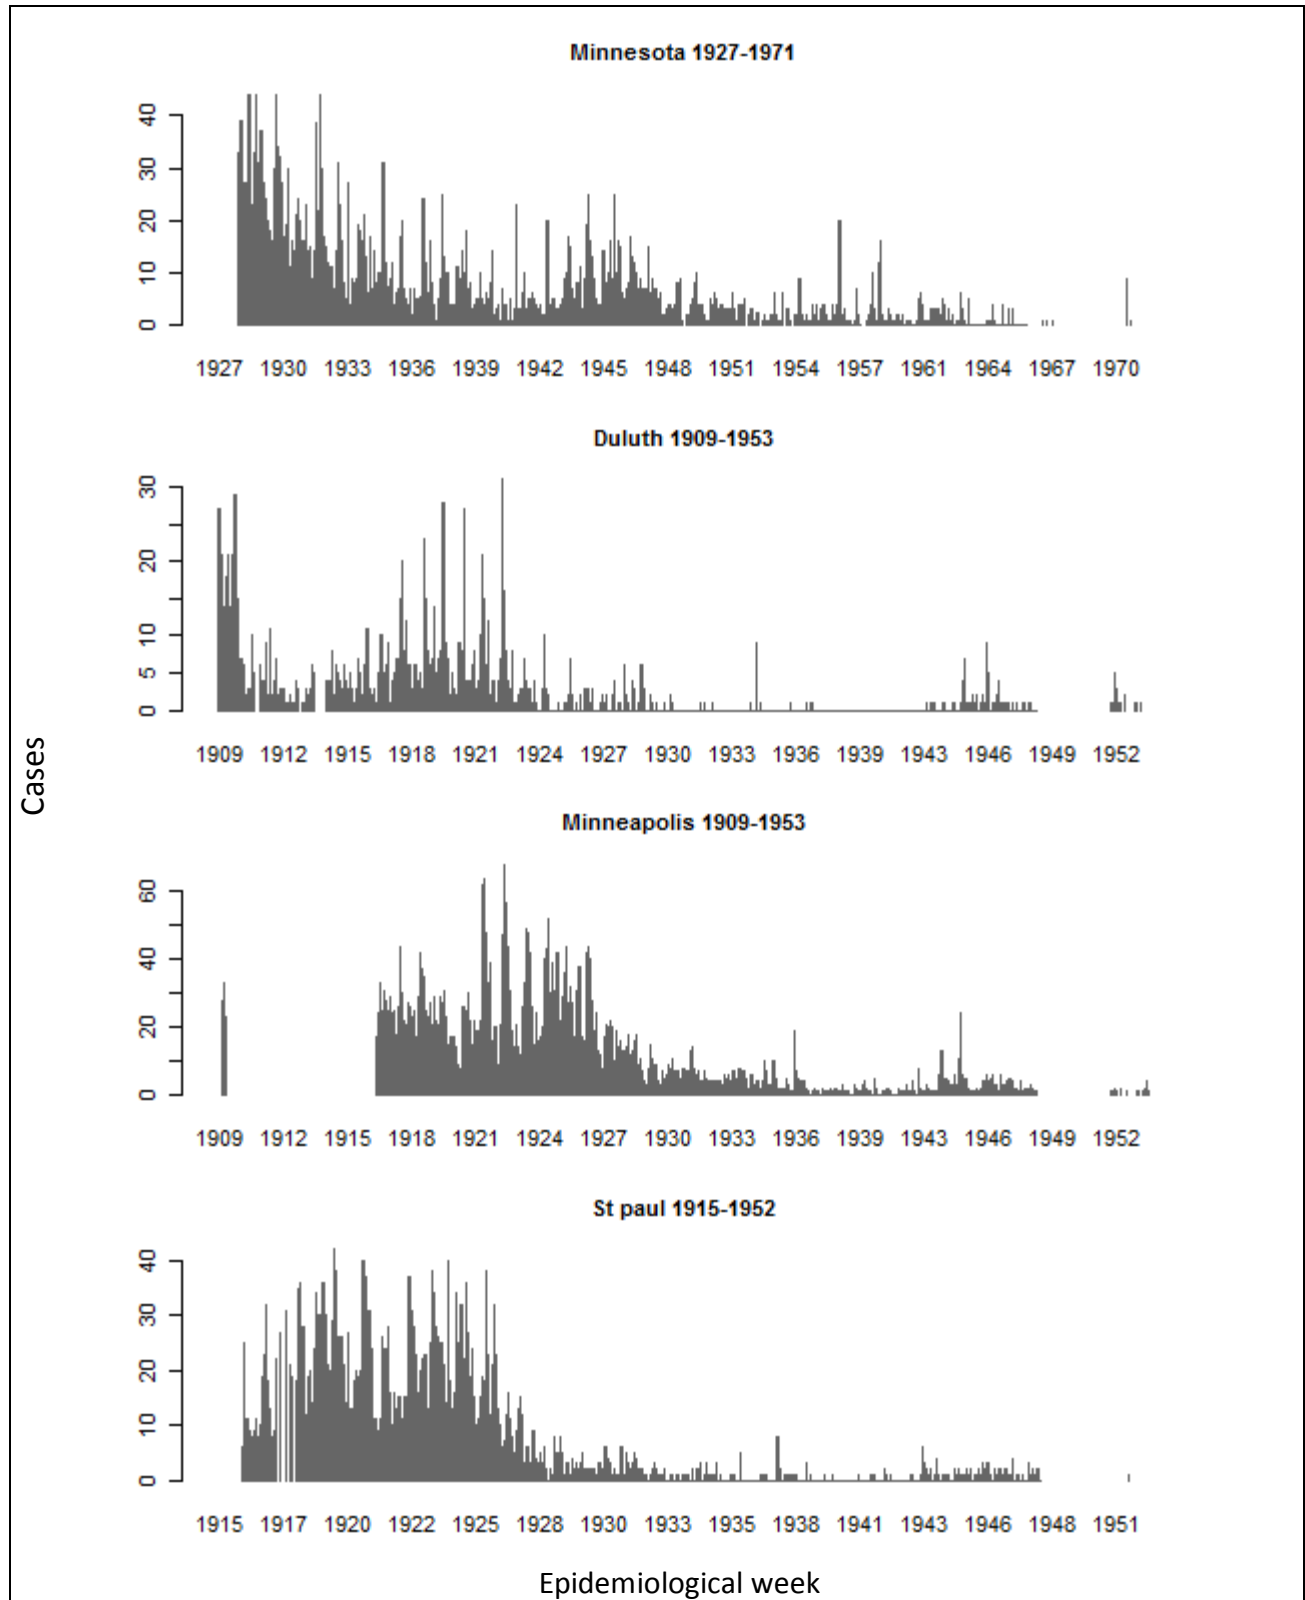 Minnesota 1927-1971
40
30
20
10
0
1927 1930 1933 1936 1939 1942 1945 1948 1951 1954 1957 1961 1964 1967 1970
Duluth 1909-1953
30
20
10
5
0
1909 1912 1915 1918 1921 1924 1927 1930 1933 1936 1939 1943 1946 1949 1952
Cases
Minneapolis 1909-1953
60
40
20
0
1909 1912 1915 1918 1921 1924 1927 1930 1933 1936 1939 1943 1946 1949 1952
St paul 1915-1952
40
30
20
10
0
1915 1917 1920 1922 1925 1928 1930 1933 1935 1938 1941 1943 1946 1948 1951
Epidemiological week